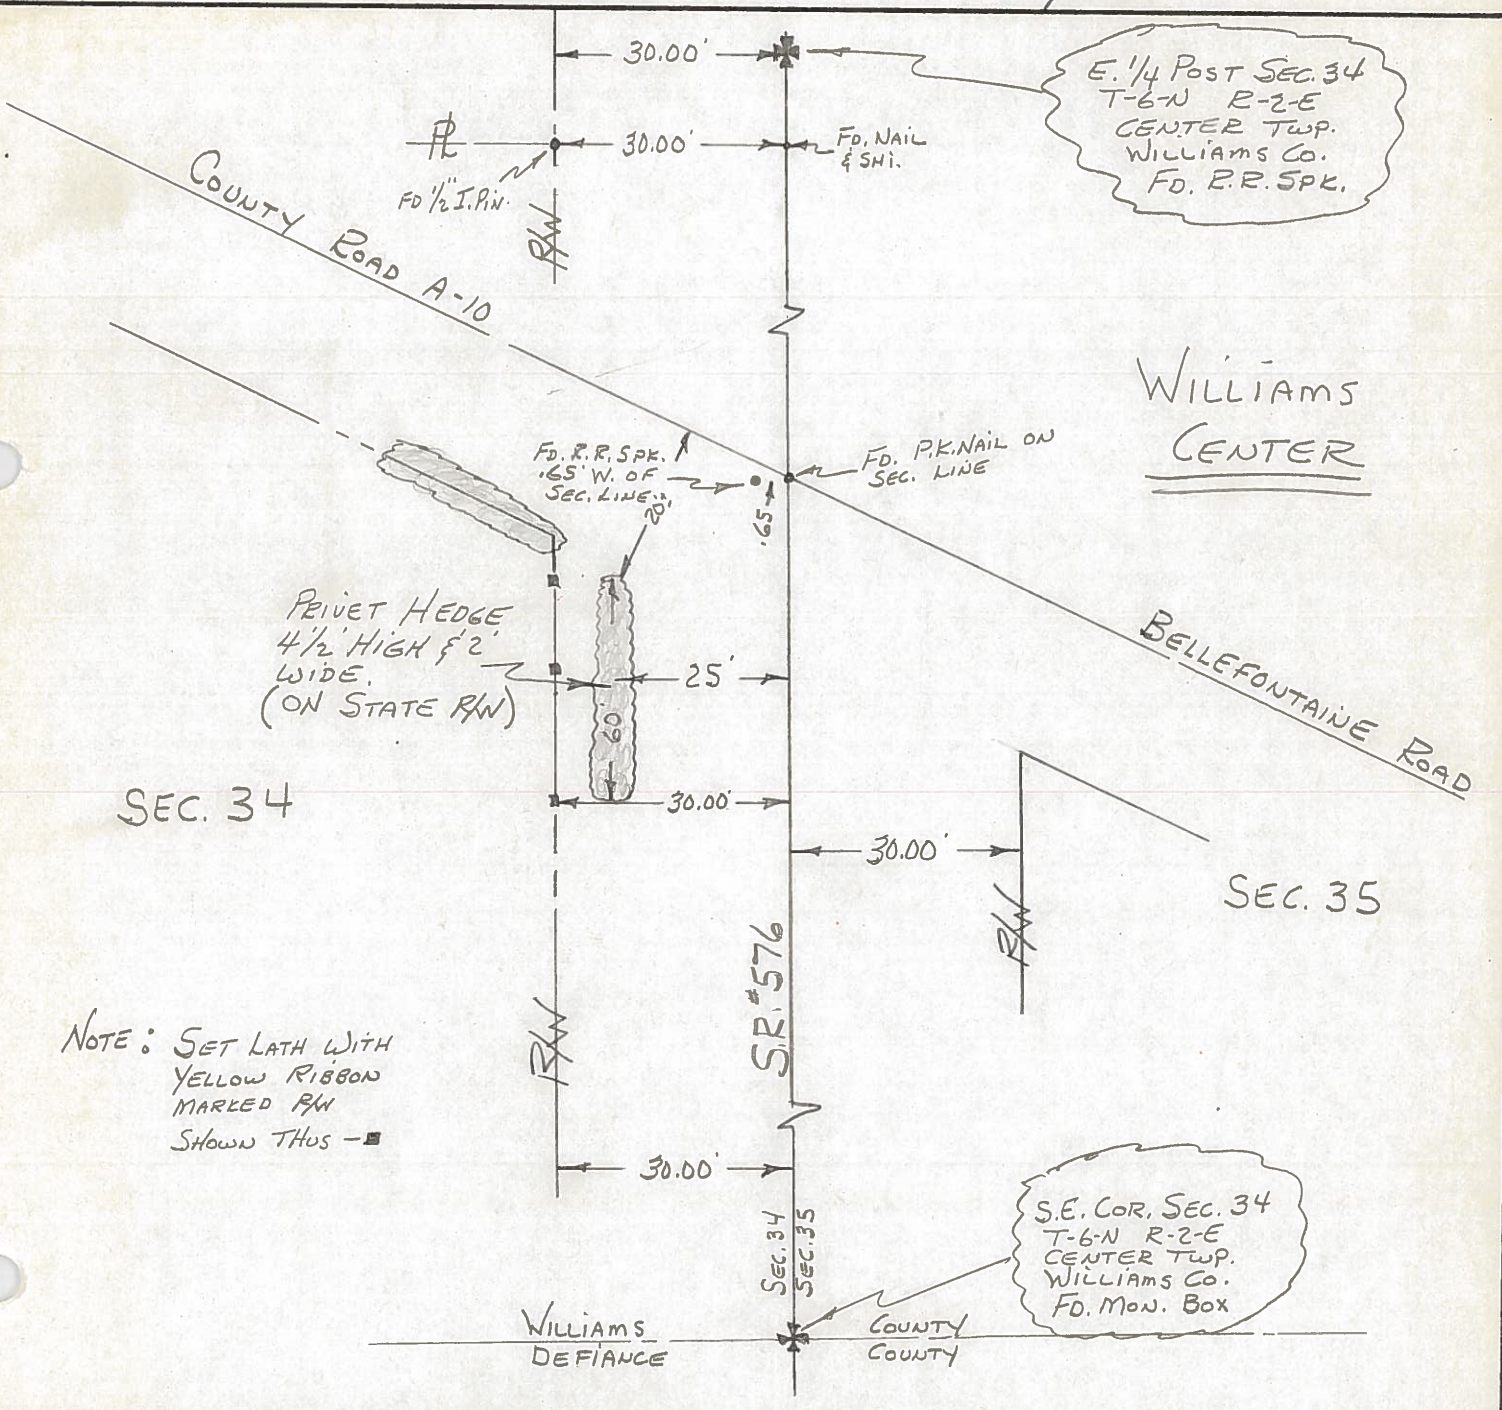 30.00'
E. 1/4 POST SEC. 34
T-6-N R-2-E
CENTER TWP.
WILLIAMS CO.
FD. R.R. SPK.
PL
30.00'
FD. NAIL
& SHI.
FD 1/2" I. PIN.
R/W
COUNTY ROAD A-10
WILLIAMS
CENTER
FD. R.R. SPK.
.65' W. OF
SEC. LINE
20'
.65
FD. P.K. NAIL ON
SEC. LINE
PRIVET HEDGE
4 1/2' HIGH & 2'
WIDE.
(ON STATE R/W)
25'
60'
BELLEFONTAINE ROAD
SEC. 34
30.00'
30.00'
SEC. 35
R/W
S.R. #576
R/W
NOTE: SET LATH WITH
YELLOW RIBBON
MARKED R/W
SHOWN THUS -
30.00'
SEC. 34
SEC. 35
S.E. COR. SEC. 34
T-6-N R-2-E
CENTER TWP.
WILLIAMS CO.
FD. MON. BOX
WILLIAMS COUNTY
DEFIANCE COUNTY